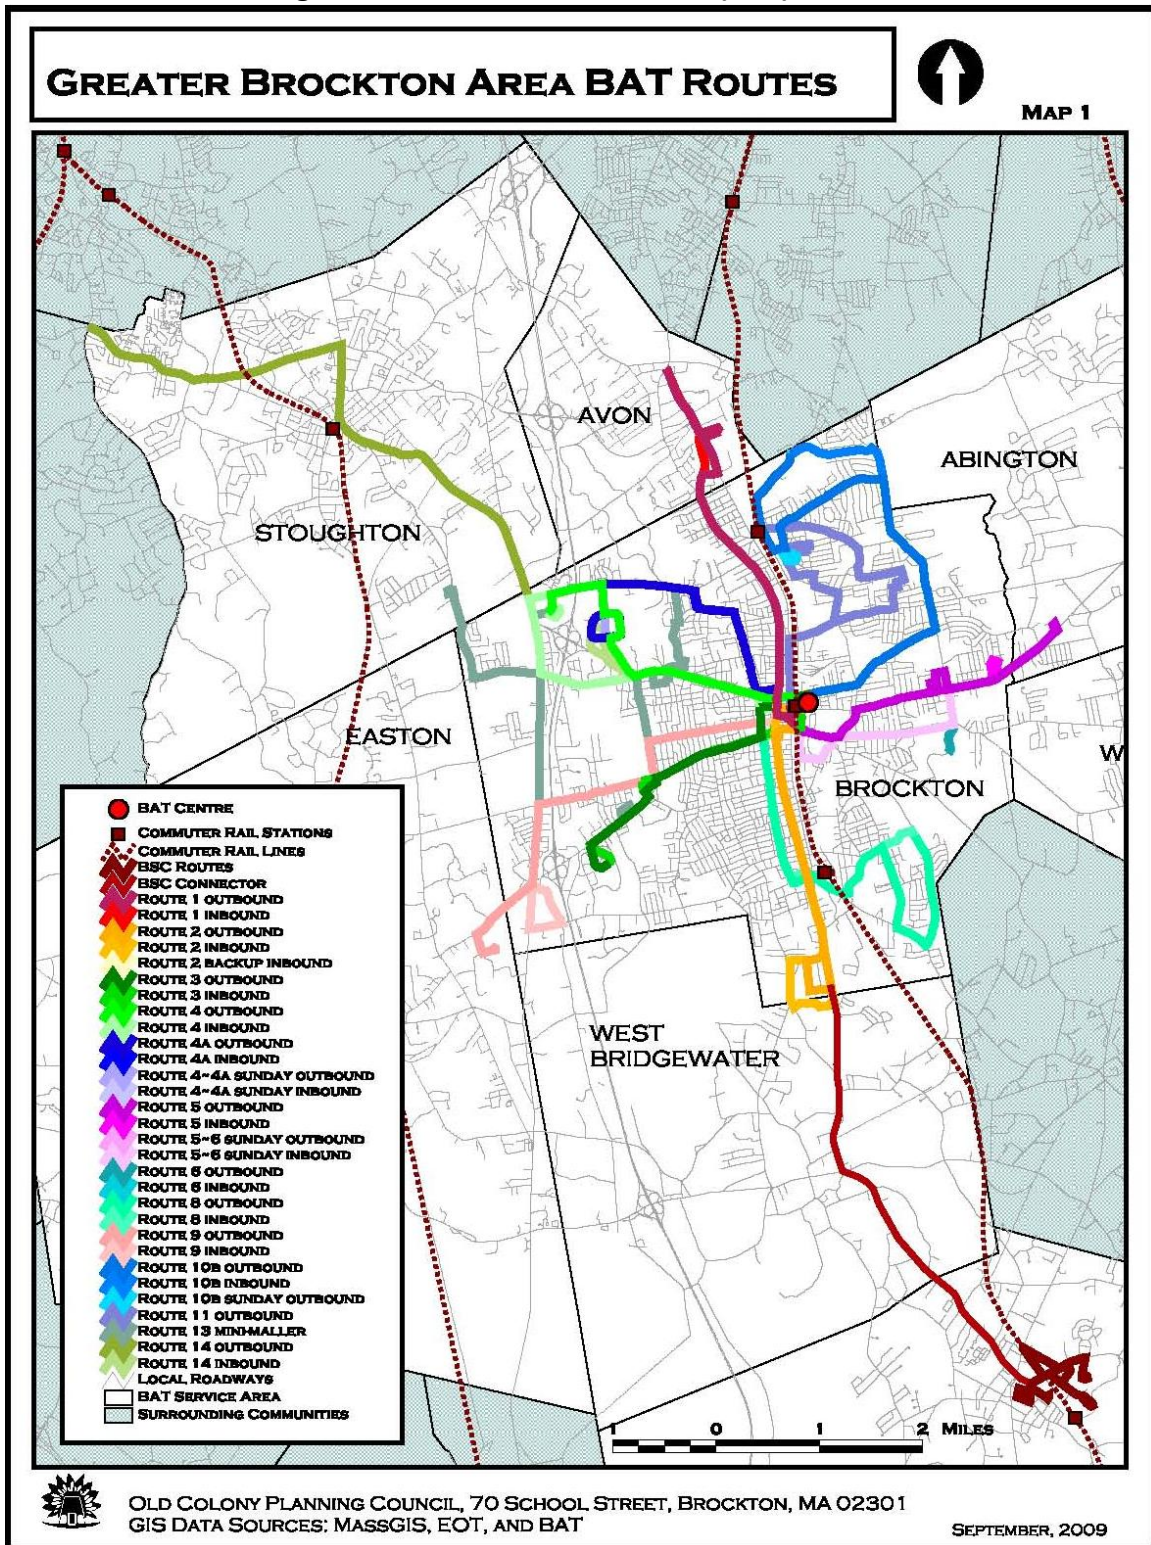 GREATER BROCKTON AREA BAT ROUTES
MAP 1
AVON
ABINGTON
STOUGHTON
EASTON
W
BROCKTON
WEST
BRIDGEWATER
BAT CENTRE
COMMUTER RAIL STATIONS
COMMUTER RAIL LINES
BSC ROUTES
BSC CONNECTOR
ROUTE 1 OUTBOUND
ROUTE 1 INBOUND
ROUTE 2 OUTBOUND
ROUTE 2 INBOUND
ROUTE 2 BACKUP INBOUND
ROUTE 3 OUTBOUND
ROUTE 3 INBOUND
ROUTE 4 OUTBOUND
ROUTE 4 INBOUND
ROUTE 4A OUTBOUND
ROUTE 4A INBOUND
ROUTE 4~4A SUNDAY OUTBOUND
ROUTE 4~4A SUNDAY INBOUND
ROUTE 5 OUTBOUND
ROUTE 5 INBOUND
ROUTE 5~6 SUNDAY OUTBOUND
ROUTE 5~6 SUNDAY INBOUND
ROUTE 6 OUTBOUND
ROUTE 6 INBOUND
ROUTE 8 OUTBOUND
ROUTE 8 INBOUND
ROUTE 9 OUTBOUND
ROUTE 9 INBOUND
ROUTE 10B OUTBOUND
ROUTE 10B INBOUND
ROUTE 10B SUNDAY OUTBOUND
ROUTE 11 OUTBOUND
ROUTE 13 MINI-MALLER
ROUTE 14 OUTBOUND
ROUTE 14 INBOUND
LOCAL ROADWAYS
BAT SERVICE AREA
SURROUNDING COMMUNITIES
1 0 1 2 MILES
OLD COLONY PLANNING COUNCIL, 70 SCHOOL STREET, BROCKTON, MA 02301
GIS DATA SOURCES: MASSGIS, EOT, AND BAT
SEPTEMBER, 2009